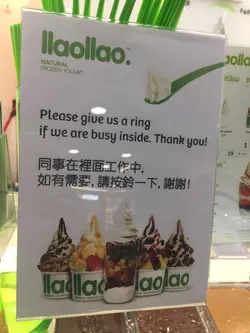 llaollao.
NATURAL
FROZEN YOGURT
Please give us a ring
if we are busy inside. Thank you!
同事在裡面工作中,
如有需要, 請按鈴一下, 謝謝!
llaollao